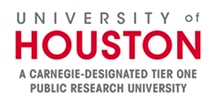 UNIVERSITY of
HOUSTON
A CARNEGIE-DESIGNATED TIER ONE
PUBLIC RESEARCH UNIVERSITY